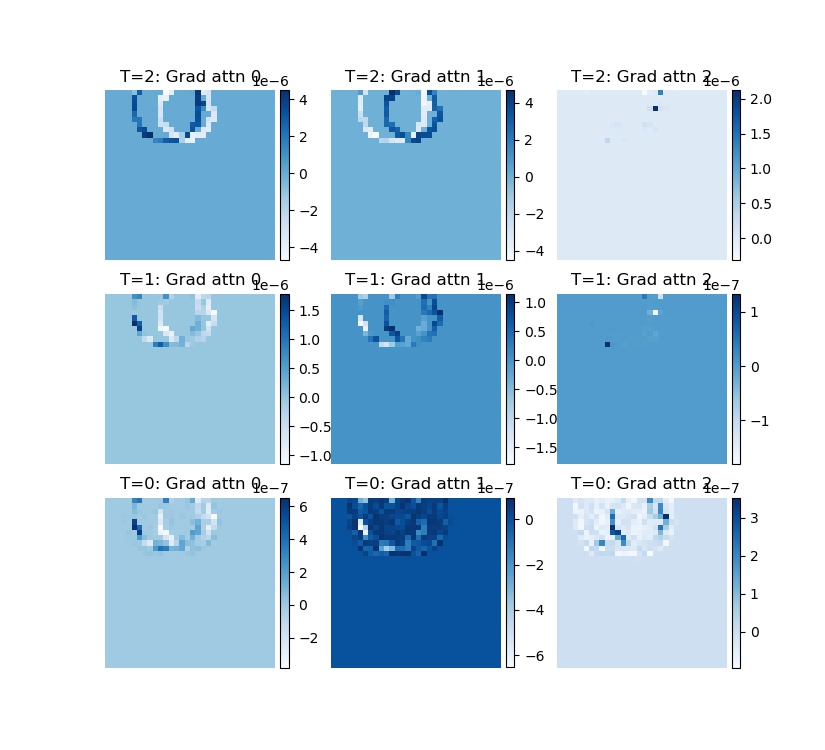 T=2: Grad attn 0 1e−6 T=2: Grad attn 1 1e−6 T=2: Grad attn 2 1e−6
4 4 2.0
2 2 1.5
0 0 1.0
−2 −2 0.5
−4 −4 0.0
T=1: Grad attn 0 1e−6 T=1: Grad attn 1 1e−6 T=1: Grad attn 2 1e−7
1.5 1.0 1
1.0 0.5 0
0.5 0.0 −1
0.0 −0.5
−0.5 −1.0
−1.0 −1.5
T=0: Grad attn 0 1e−7 T=0: Grad attn 1 1e−7 T=0: Grad attn 2 1e−7
6 0 3
4 −2 2
2 −4 1
0 −6 0
−2